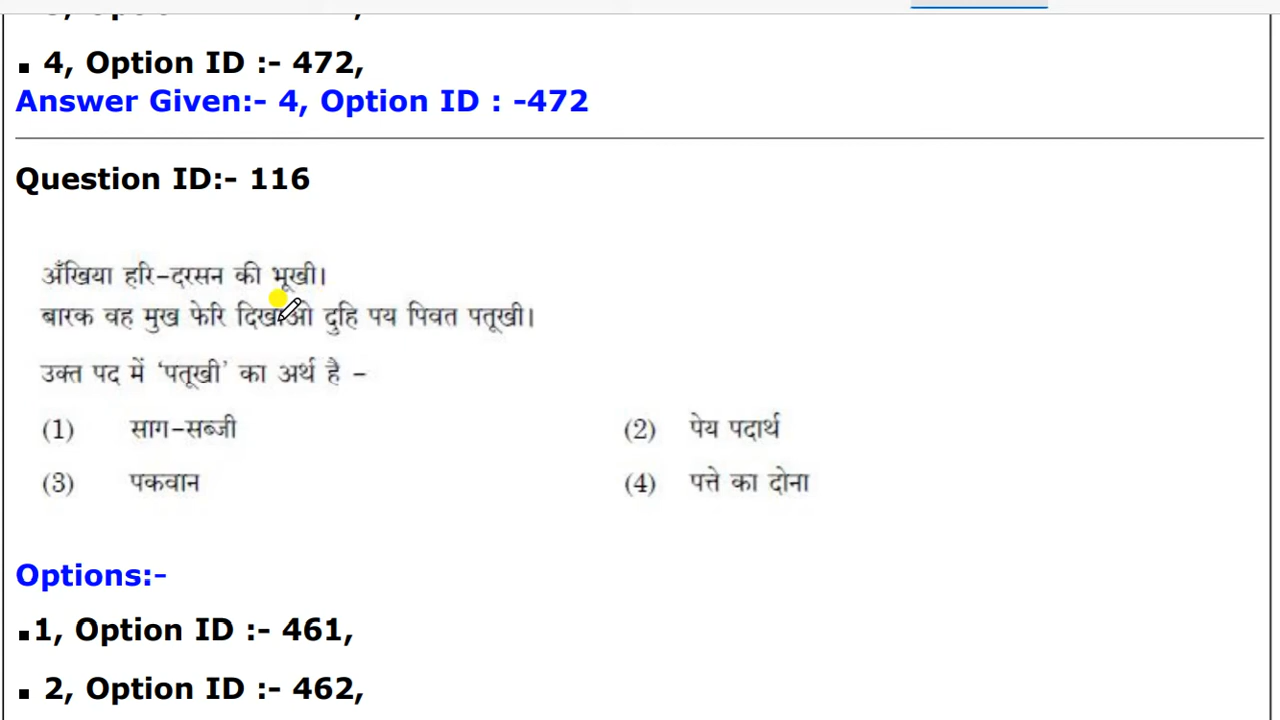 4, Option ID :- 472,
Answer Given:- 4, Option ID : -472
Question ID:- 116
अँखिया हरि-दरसन की भूखी।
बारक वह मुख फेरि दिखाओ दुहि पय पिवत पतूखी।
उक्त पद में ‘पतूखी’ का अर्थ है –
(1) साग-सब्जी (2) पेय पदार्थ
(3) पकवान (4) पत्ते का दोना
Options:-
1, Option ID :- 461,
2, Option ID :- 462,